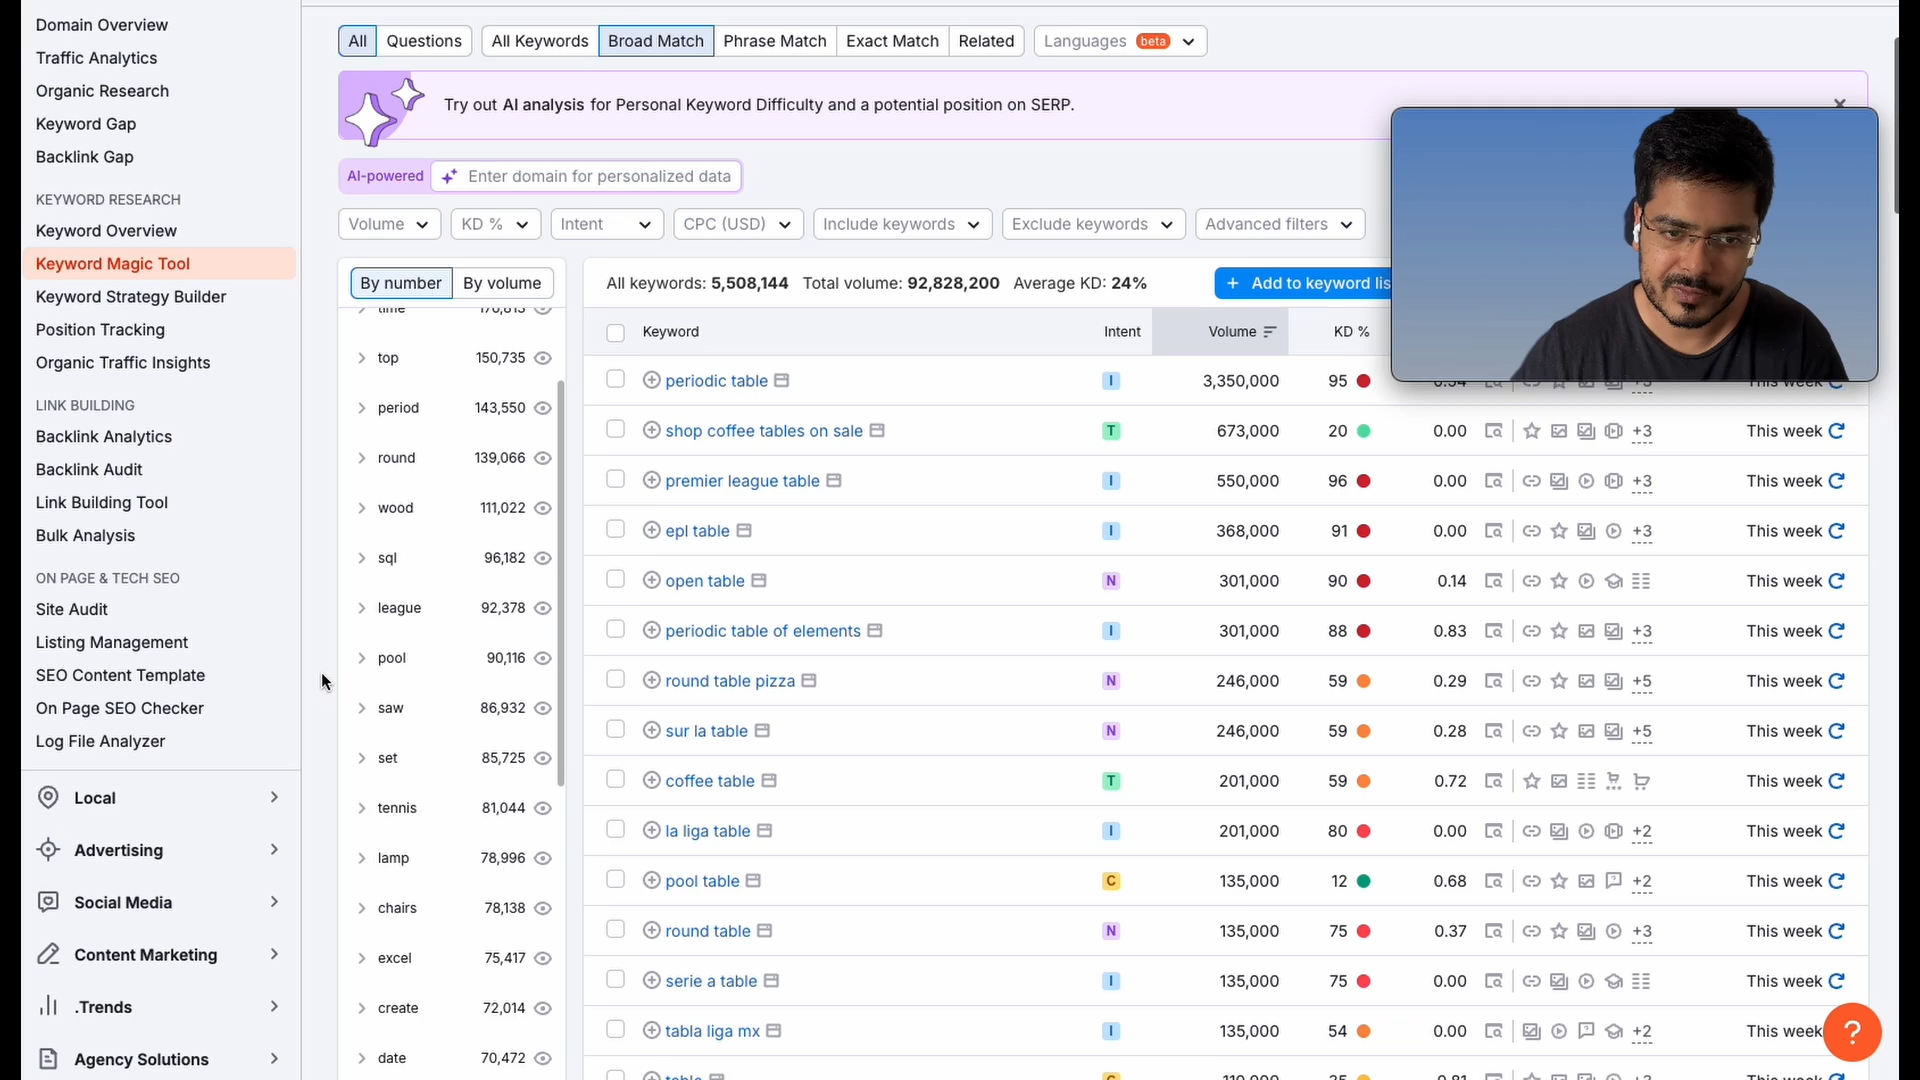 Domain Overview
Traffic Analytics
Organic Research
Keyword Gap
Backlink Gap
KEYWORD RESEARCH
Keyword Overview
Keyword Magic Tool
Keyword Strategy Builder
Position Tracking
Organic Traffic Insights
LINK BUILDING
Backlink Analytics
Backlink Audit
Link Building Tool
Bulk Analysis
ON PAGE & TECH SEO
Site Audit
Listing Management
SEO Content Template
On Page SEO Checker
Log File Analyzer
Local
Advertising
Social Media
Content Marketing
.Trends
Agency Solutions
All Questions All Keywords Broad Match Phrase Match Exact Match Related Languages beta
Try out AI analysis for Personal Keyword Difficulty and a potential position on SERP.
AI-powered Enter domain for personalized data
Volume KD % Intent CPC (USD) Include keywords Exclude keywords Advanced filters
By number By volume
time 176,813
top 150,735
period 143,550
round 139,066
wood 111,022
sql 96,182
league 92,378
pool 90,116
saw 86,932
set 85,725
tennis 81,044
lamp 78,996
chairs 78,138
excel 75,417
create 72,014
date 70,472
All keywords: 5,508,144 Total volume: 92,828,200 Average KD: 24% + Add to keyword lis
Keyword Intent Volume KD %
periodic table I 3,350,000 95 +3 This week
shop coffee tables on sale T 673,000 20 0.00 +3 This week
premier league table I 550,000 96 0.00 +3 This week
epl table I 368,000 91 0.00 +3 This week
open table N 301,000 90 0.14 This week
periodic table of elements I 301,000 88 0.83 +3 This week
round table pizza N 246,000 59 0.29 +5 This week
sur la table N 246,000 59 0.28 +5 This week
coffee table T 201,000 59 0.72 This week
la liga table I 201,000 80 0.00 +2 This week
pool table C 135,000 12 0.68 +2 This week
round table N 135,000 75 0.37 +3 This week
serie a table I 135,000 75 0.00 This week
tabla liga mx I 135,000 54 0.00 +2 This week
table C 110,000 35 0.81 +3 This week
?